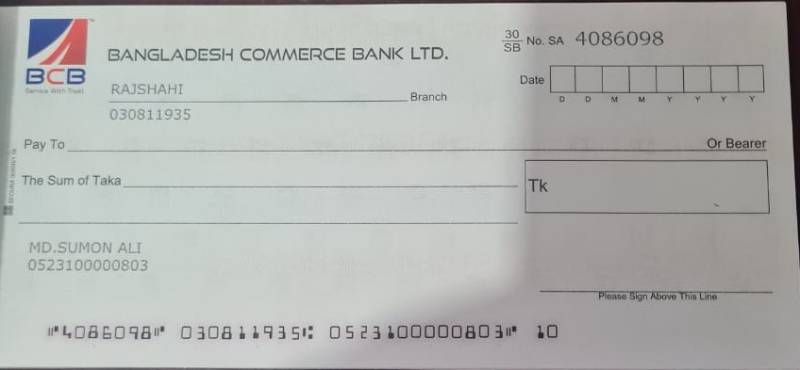 BCB
Service With Trust
BANGLADESH COMMERCE BANK LTD.
30
SB No. SA 4086098
Date
D D M M Y Y Y Y
RAJSHAHI Branch
030811935
Pay To Or Bearer
The Sum of Taka
Tk
MD.SUMON ALI
0523100000803
Please Sign Above This Line
⑈4086098⑈ 030811935⑆ 0523100000803⑈ 10